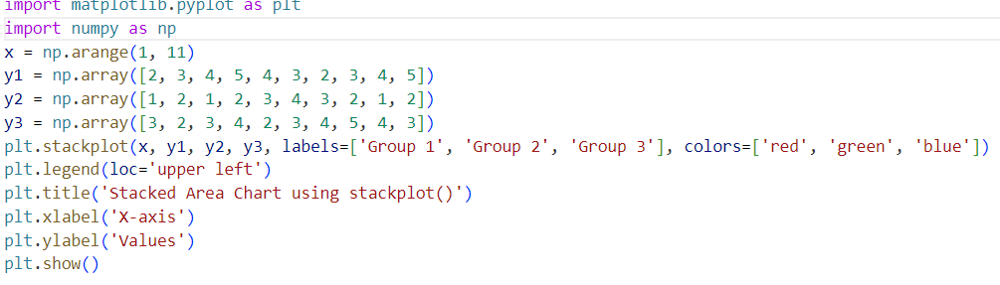 import matplotlib.pyplot as plt
import numpy as np
x = np.arange(1, 11)
y1 = np.array([2, 3, 4, 5, 4, 3, 2, 3, 4, 5])
y2 = np.array([1, 2, 1, 2, 3, 4, 3, 2, 1, 2])
y3 = np.array([3, 2, 3, 4, 2, 3, 4, 5, 4, 3])
plt.stackplot(x, y1, y2, y3, labels=['Group 1', 'Group 2', 'Group 3'], colors=['red', 'green', 'blue'])
plt.legend(loc='upper left')
plt.title('Stacked Area Chart using stackplot()')
plt.xlabel('X-axis')
plt.ylabel('Values')
plt.show()